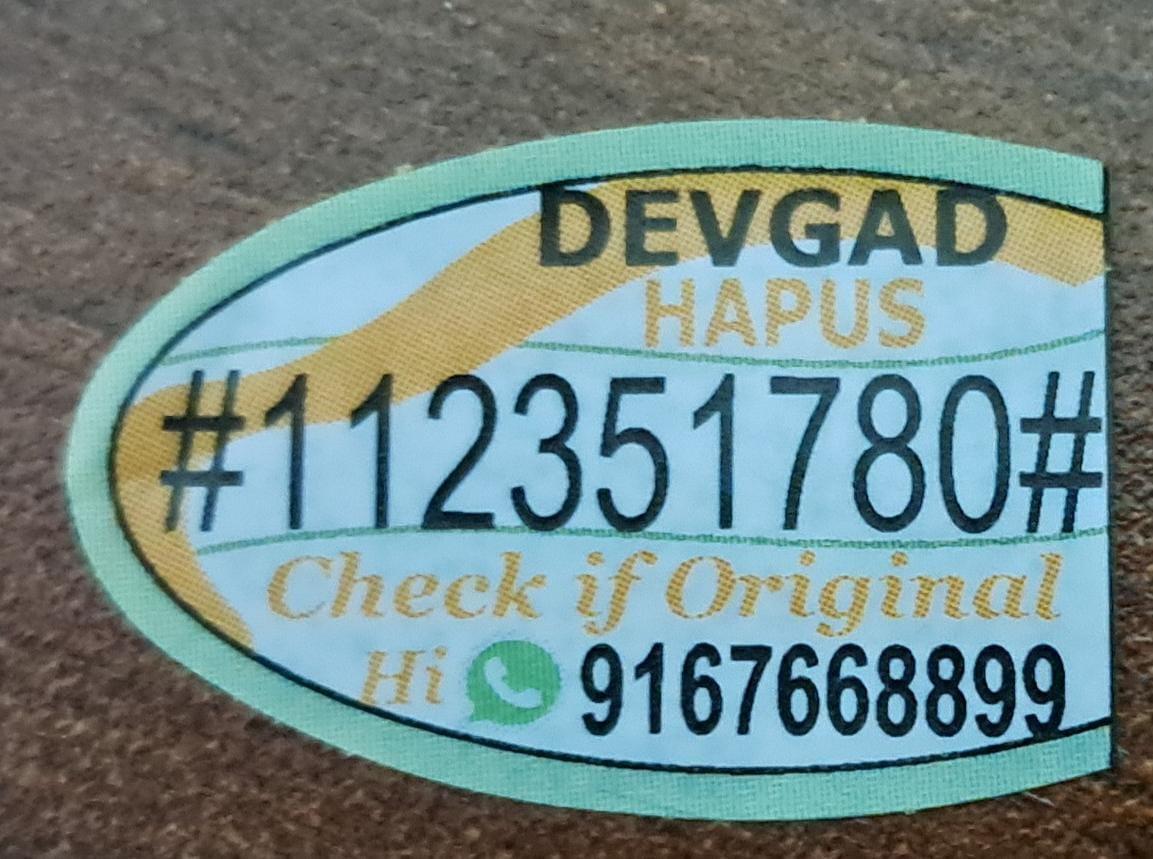 DEVGAD
HAPUS
#112351780#
Check if Original
Hi 9167668899